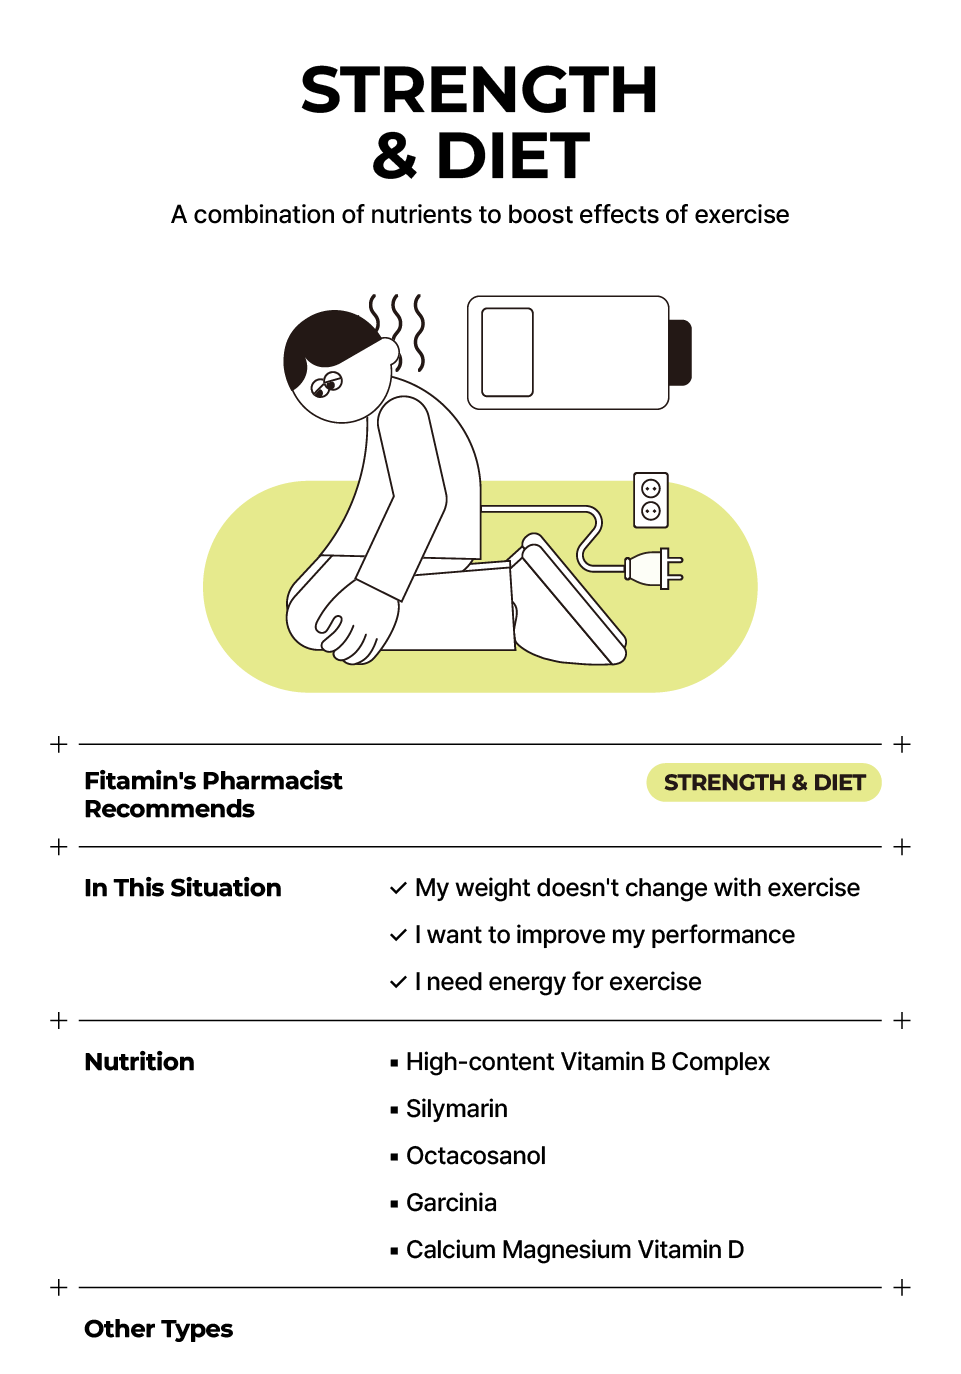 STRENGTH
& DIET
A combination of nutrients to boost effects of exercise
Fitamin's Pharmacist
Recommends
STRENGTH & DIET
In This Situation
✓ My weight doesn't change with exercise
✓ I want to improve my performance
✓ I need energy for exercise
Nutrition
▪ High-content Vitamin B Complex
▪ Silymarin
▪ Octacosanol
▪ Garcinia
▪ Calcium Magnesium Vitamin D
Other Types